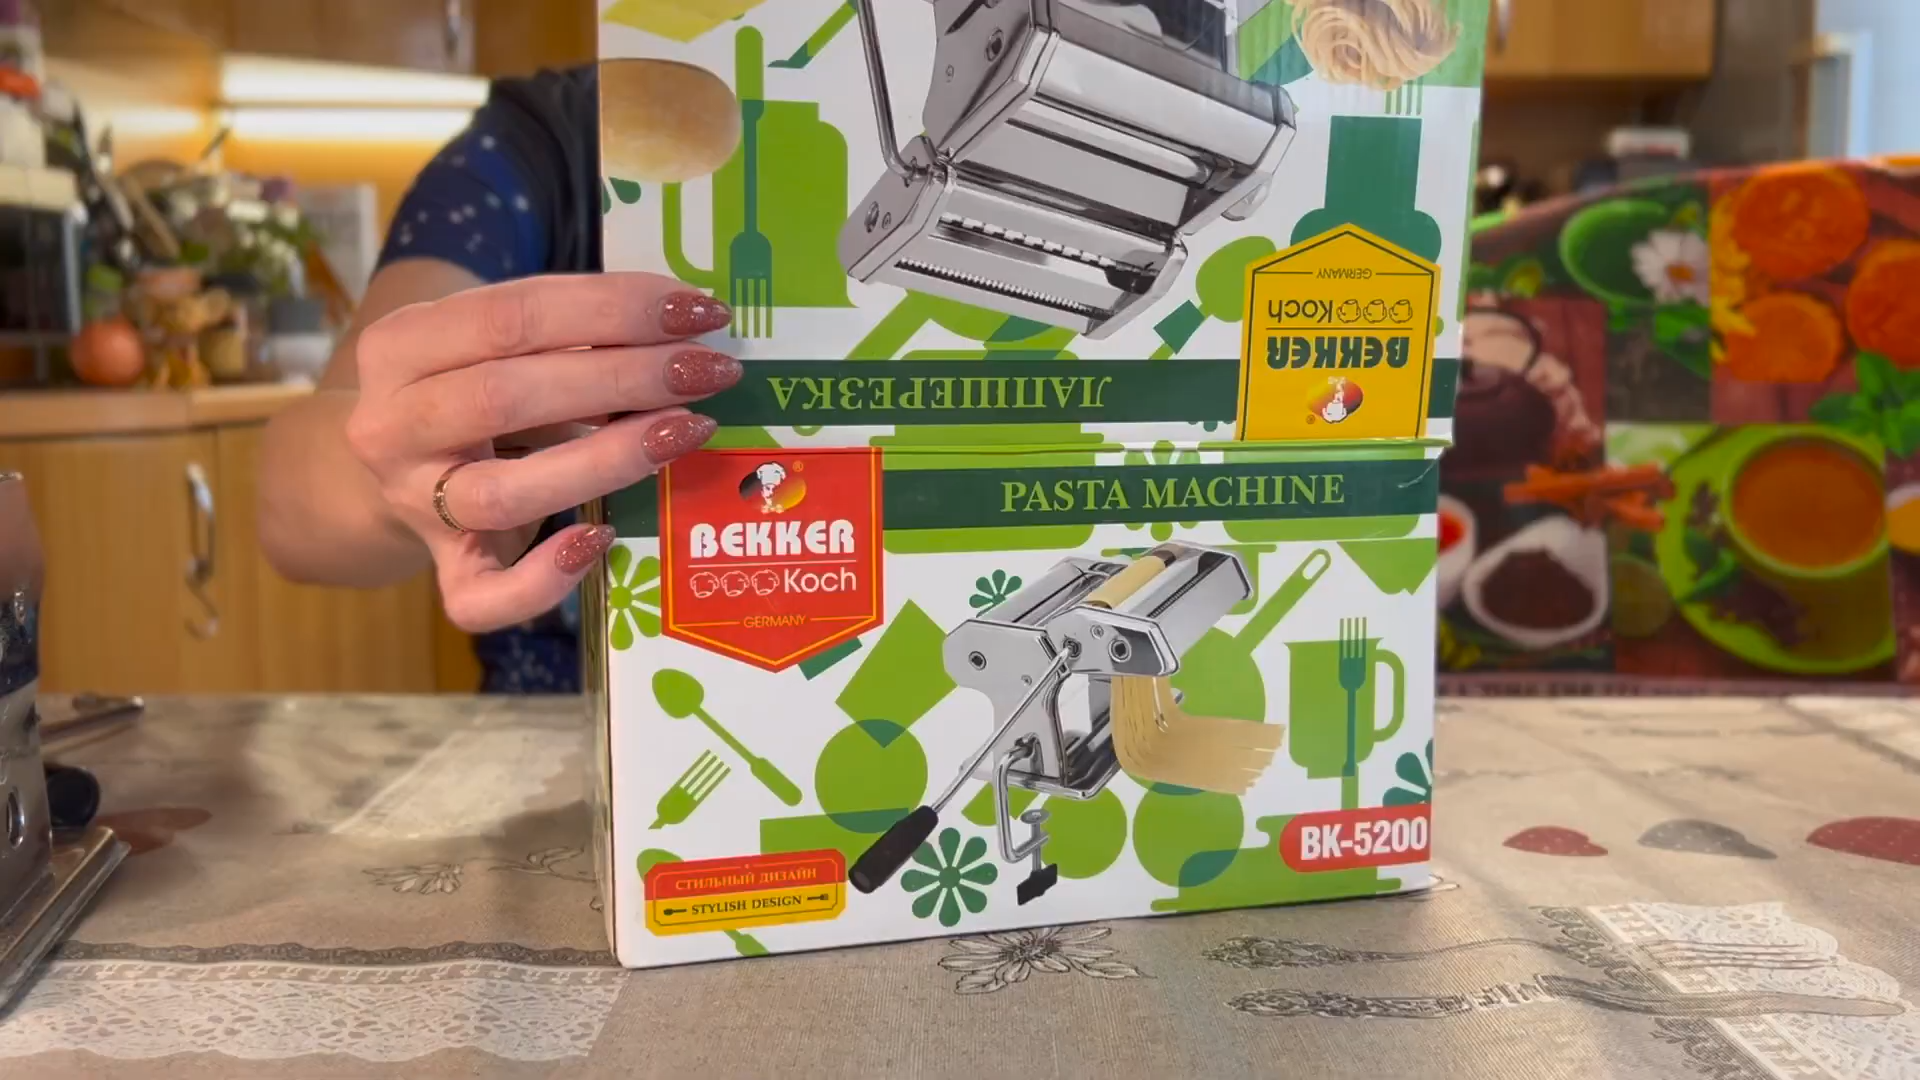 GERMANY
Koch
BEKKER
®
ЛАПШЕРЕЗКА
®
BEKKER
Koch
GERMANY
PASTA MACHINE
BK-5200
СТИЛЬНЫЙ ДИЗАЙН
STYLISH DESIGN